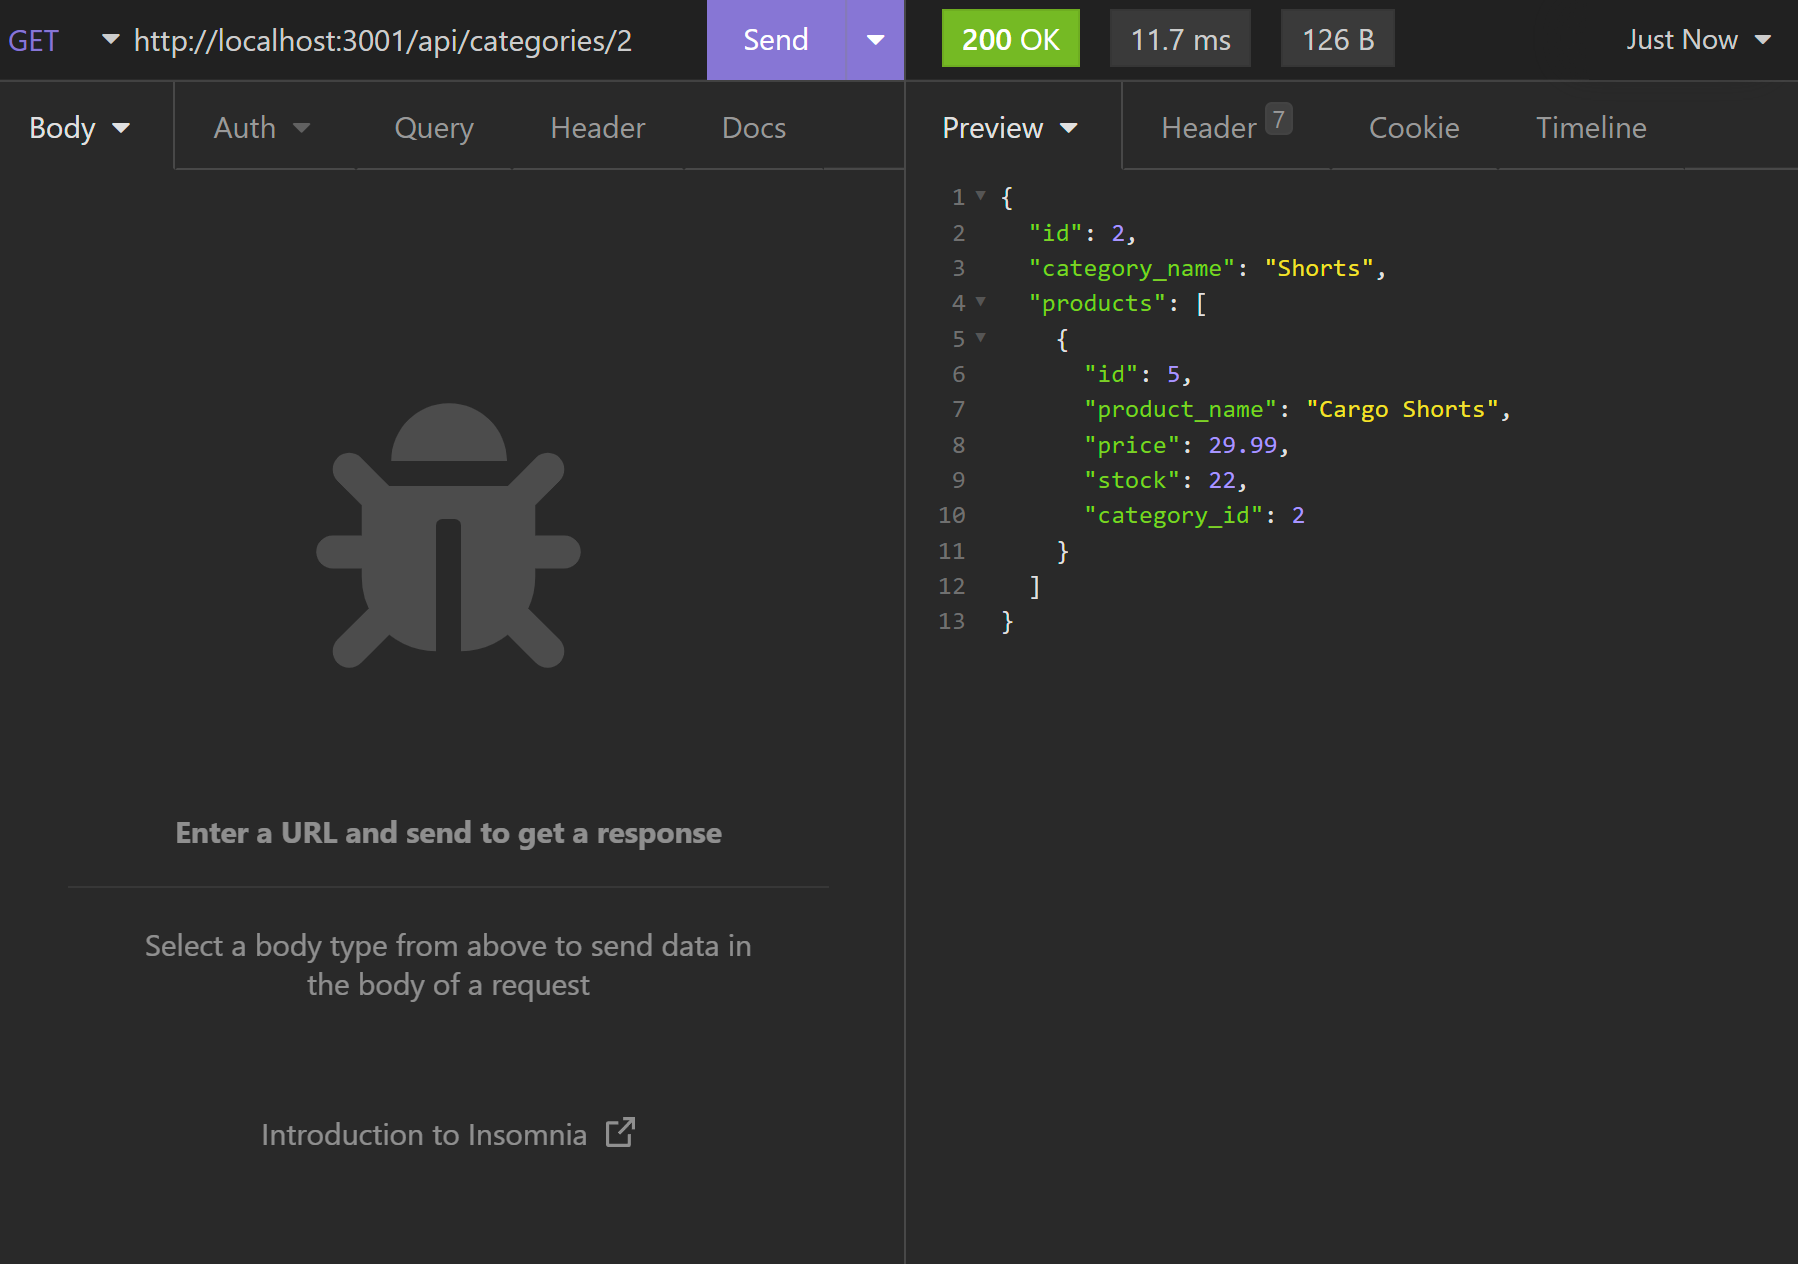 GET http://localhost:3001/api/categories/2 Send 200 OK 11.7 ms 126 B Just Now
Body Auth Query Header Docs
Preview Header 7 Cookie Timeline
1 {
2   "id": 2,
3   "category_name": "Shorts",
4   "products": [
5     {
6       "id": 5,
7       "product_name": "Cargo Shorts",
8       "price": 29.99,
9       "stock": 22,
10       "category_id": 2
11     }
12   ]
13 }
Enter a URL and send to get a response
Select a body type from above to send data in
the body of a request
Introduction to Insomnia